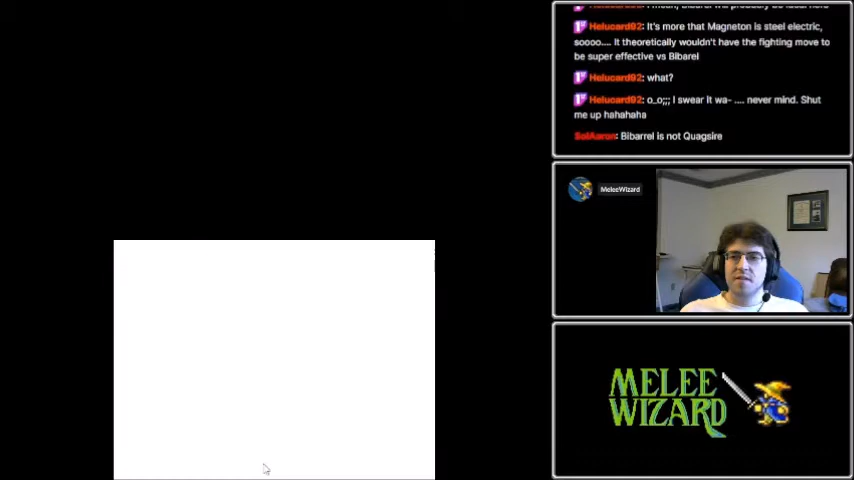 Helucard92: It's more that Magneton is steel electric,
soooo.... It theoretically wouldn't have the fighting move to
be super effective vs Bibarel
Helucard92: what?
Helucard92: o_o;;; I swear it wa- .... never mind. Shut
me up hahahaha
SolAaron: Bibarrel is not Quagsire
MeleeWizard
MELEE
WIZARD